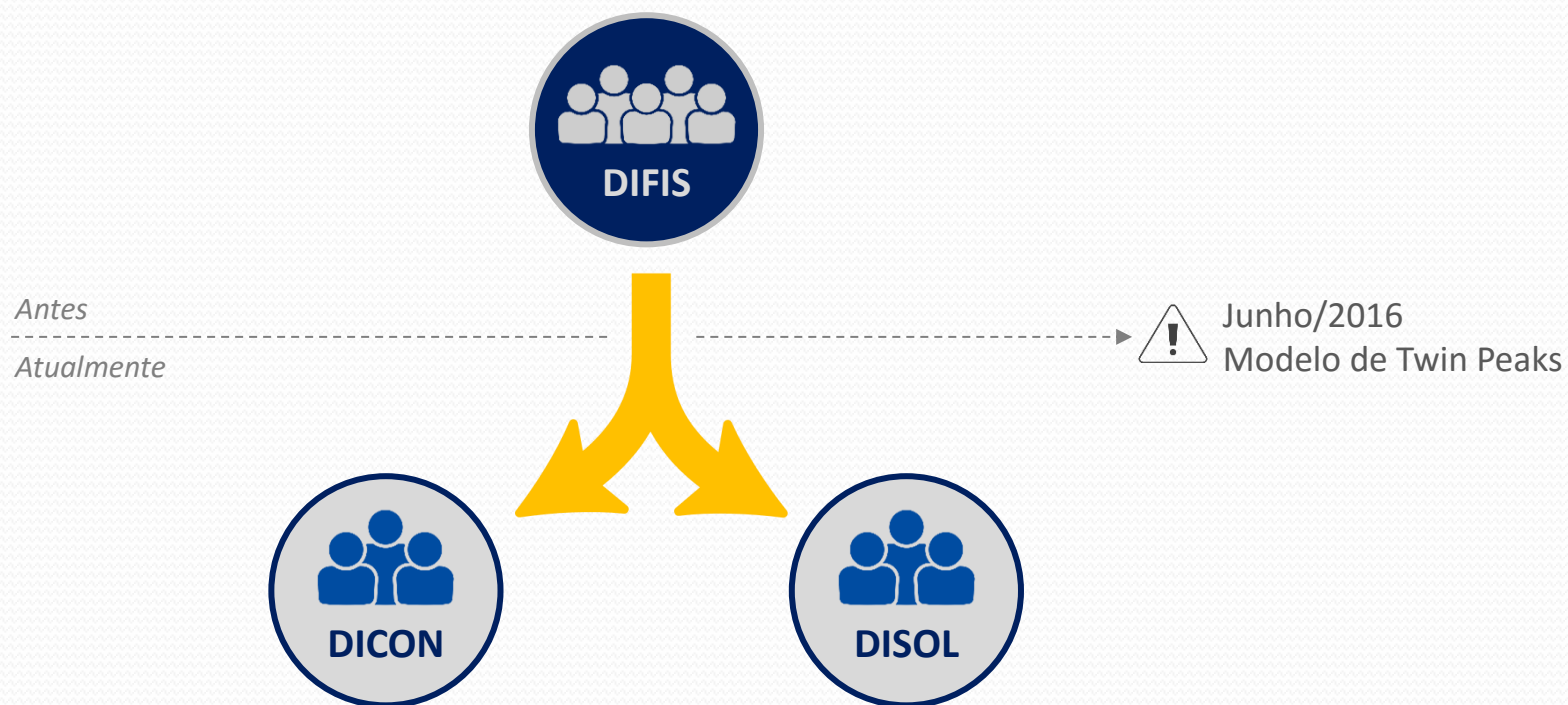 DIFIS
Antes
Atualmente
Junho/2016
Modelo de Twin Peaks
DICON
DISOL